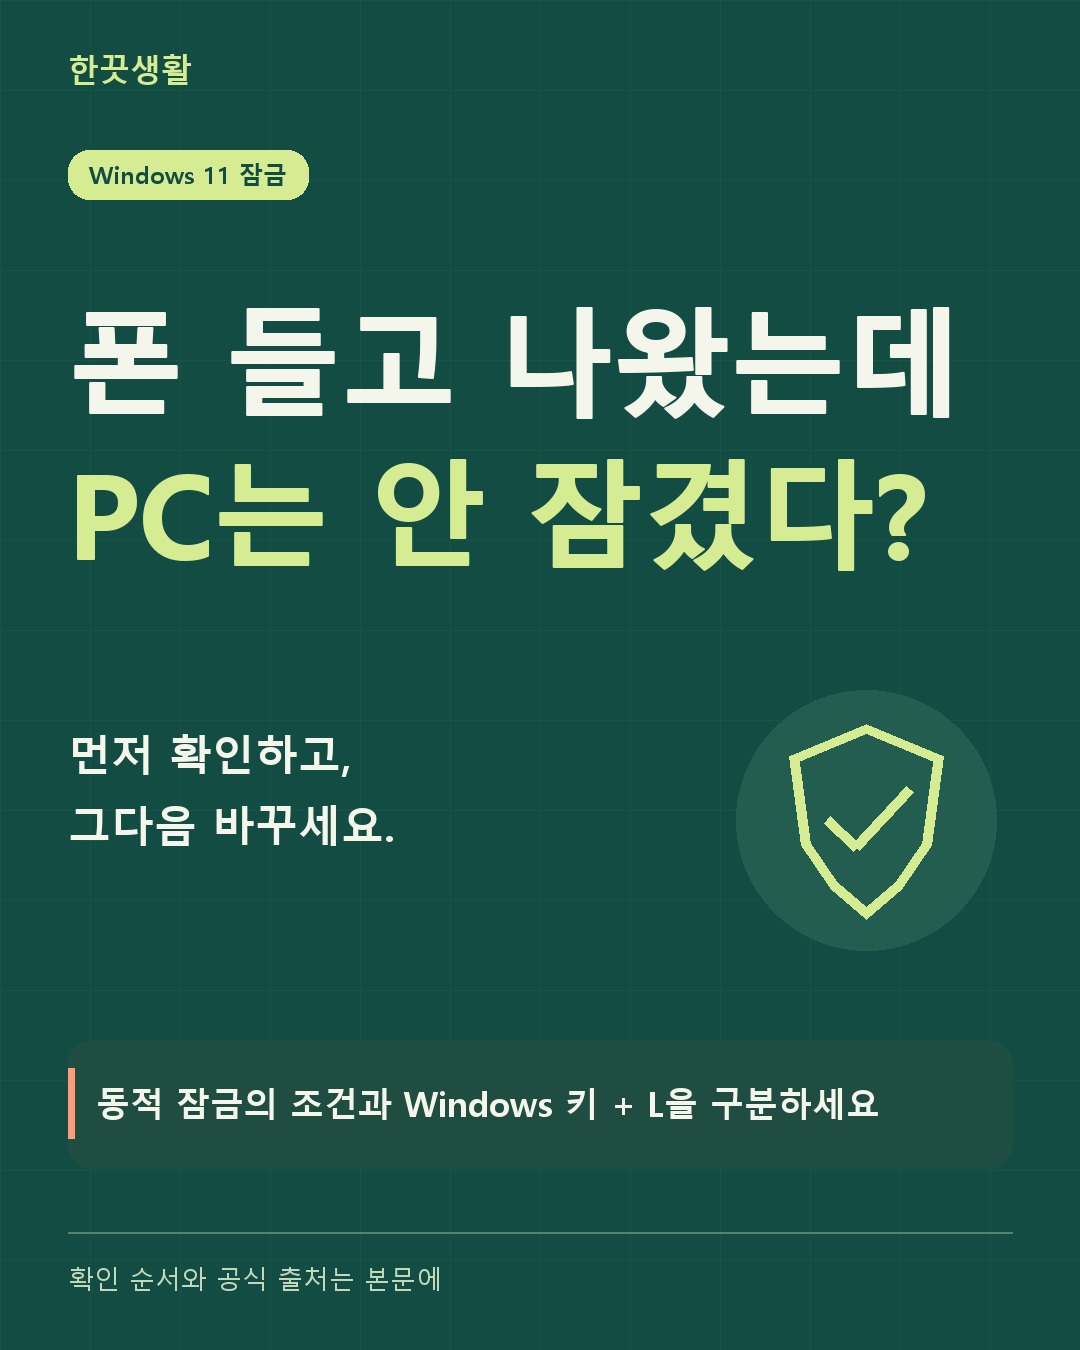 한끗생활
Windows 11 잠금
폰 들고 나왔는데
PC는 안 잠겼다?
먼저 확인하고,
그다음 바꾸세요.
동적 잠금의 조건과 Windows 키 + L을 구분하세요
확인 순서와 공식 출처는 본문에